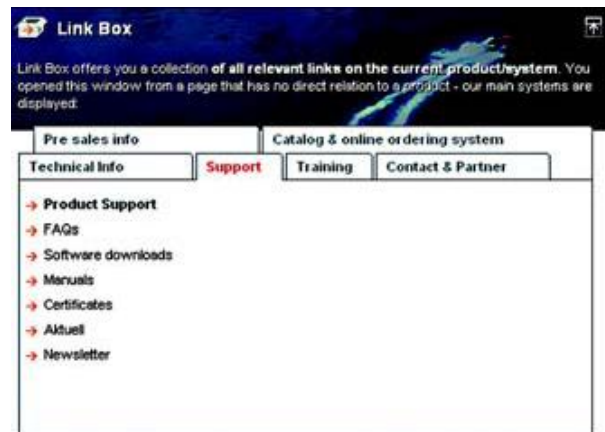 Link Box
Link Box offers you a collection of all relevant links on the current product/system. You
opened this window from a page that has no direct relation to a product - our main systems are
displayed:
Pre sales info
Catalog & online ordering system
Technical Info
Support
Training
Contact & Partner
Product Support
FAQs
Software downloads
Manuals
Certificates
Aktuell
Newsletter